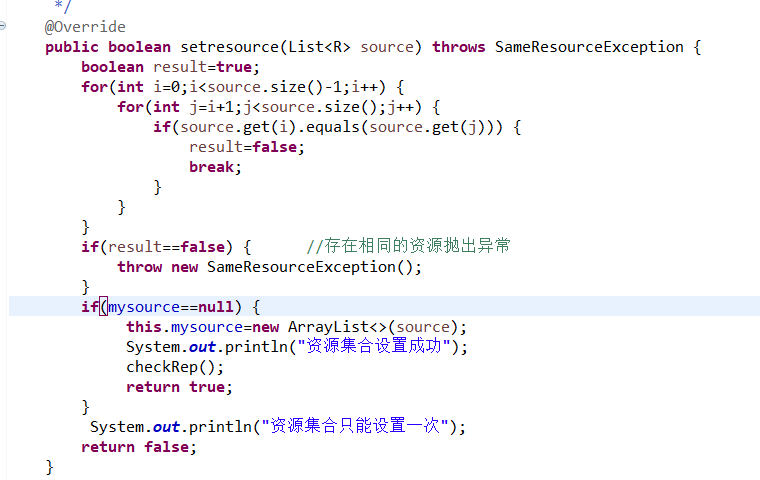 */
@Override
public boolean setresource(List<R> source) throws SameResourceException {
boolean result=true;
for(int i=0;i<source.size()-1;i++) {
for(int j=i+1;j<source.size();j++) {
if(source.get(i).equals(source.get(j))) {
result=false;
break;
}
}
}
if(result==false) {      //存在相同的资源抛出异常
throw new SameResourceException();
}
if(mysource==null) {
this.mysource=new ArrayList<>(source);
System.out.println("资源集合设置成功");
checkRep();
return true;
}
System.out.println("资源集合只能设置一次");
return false;
}